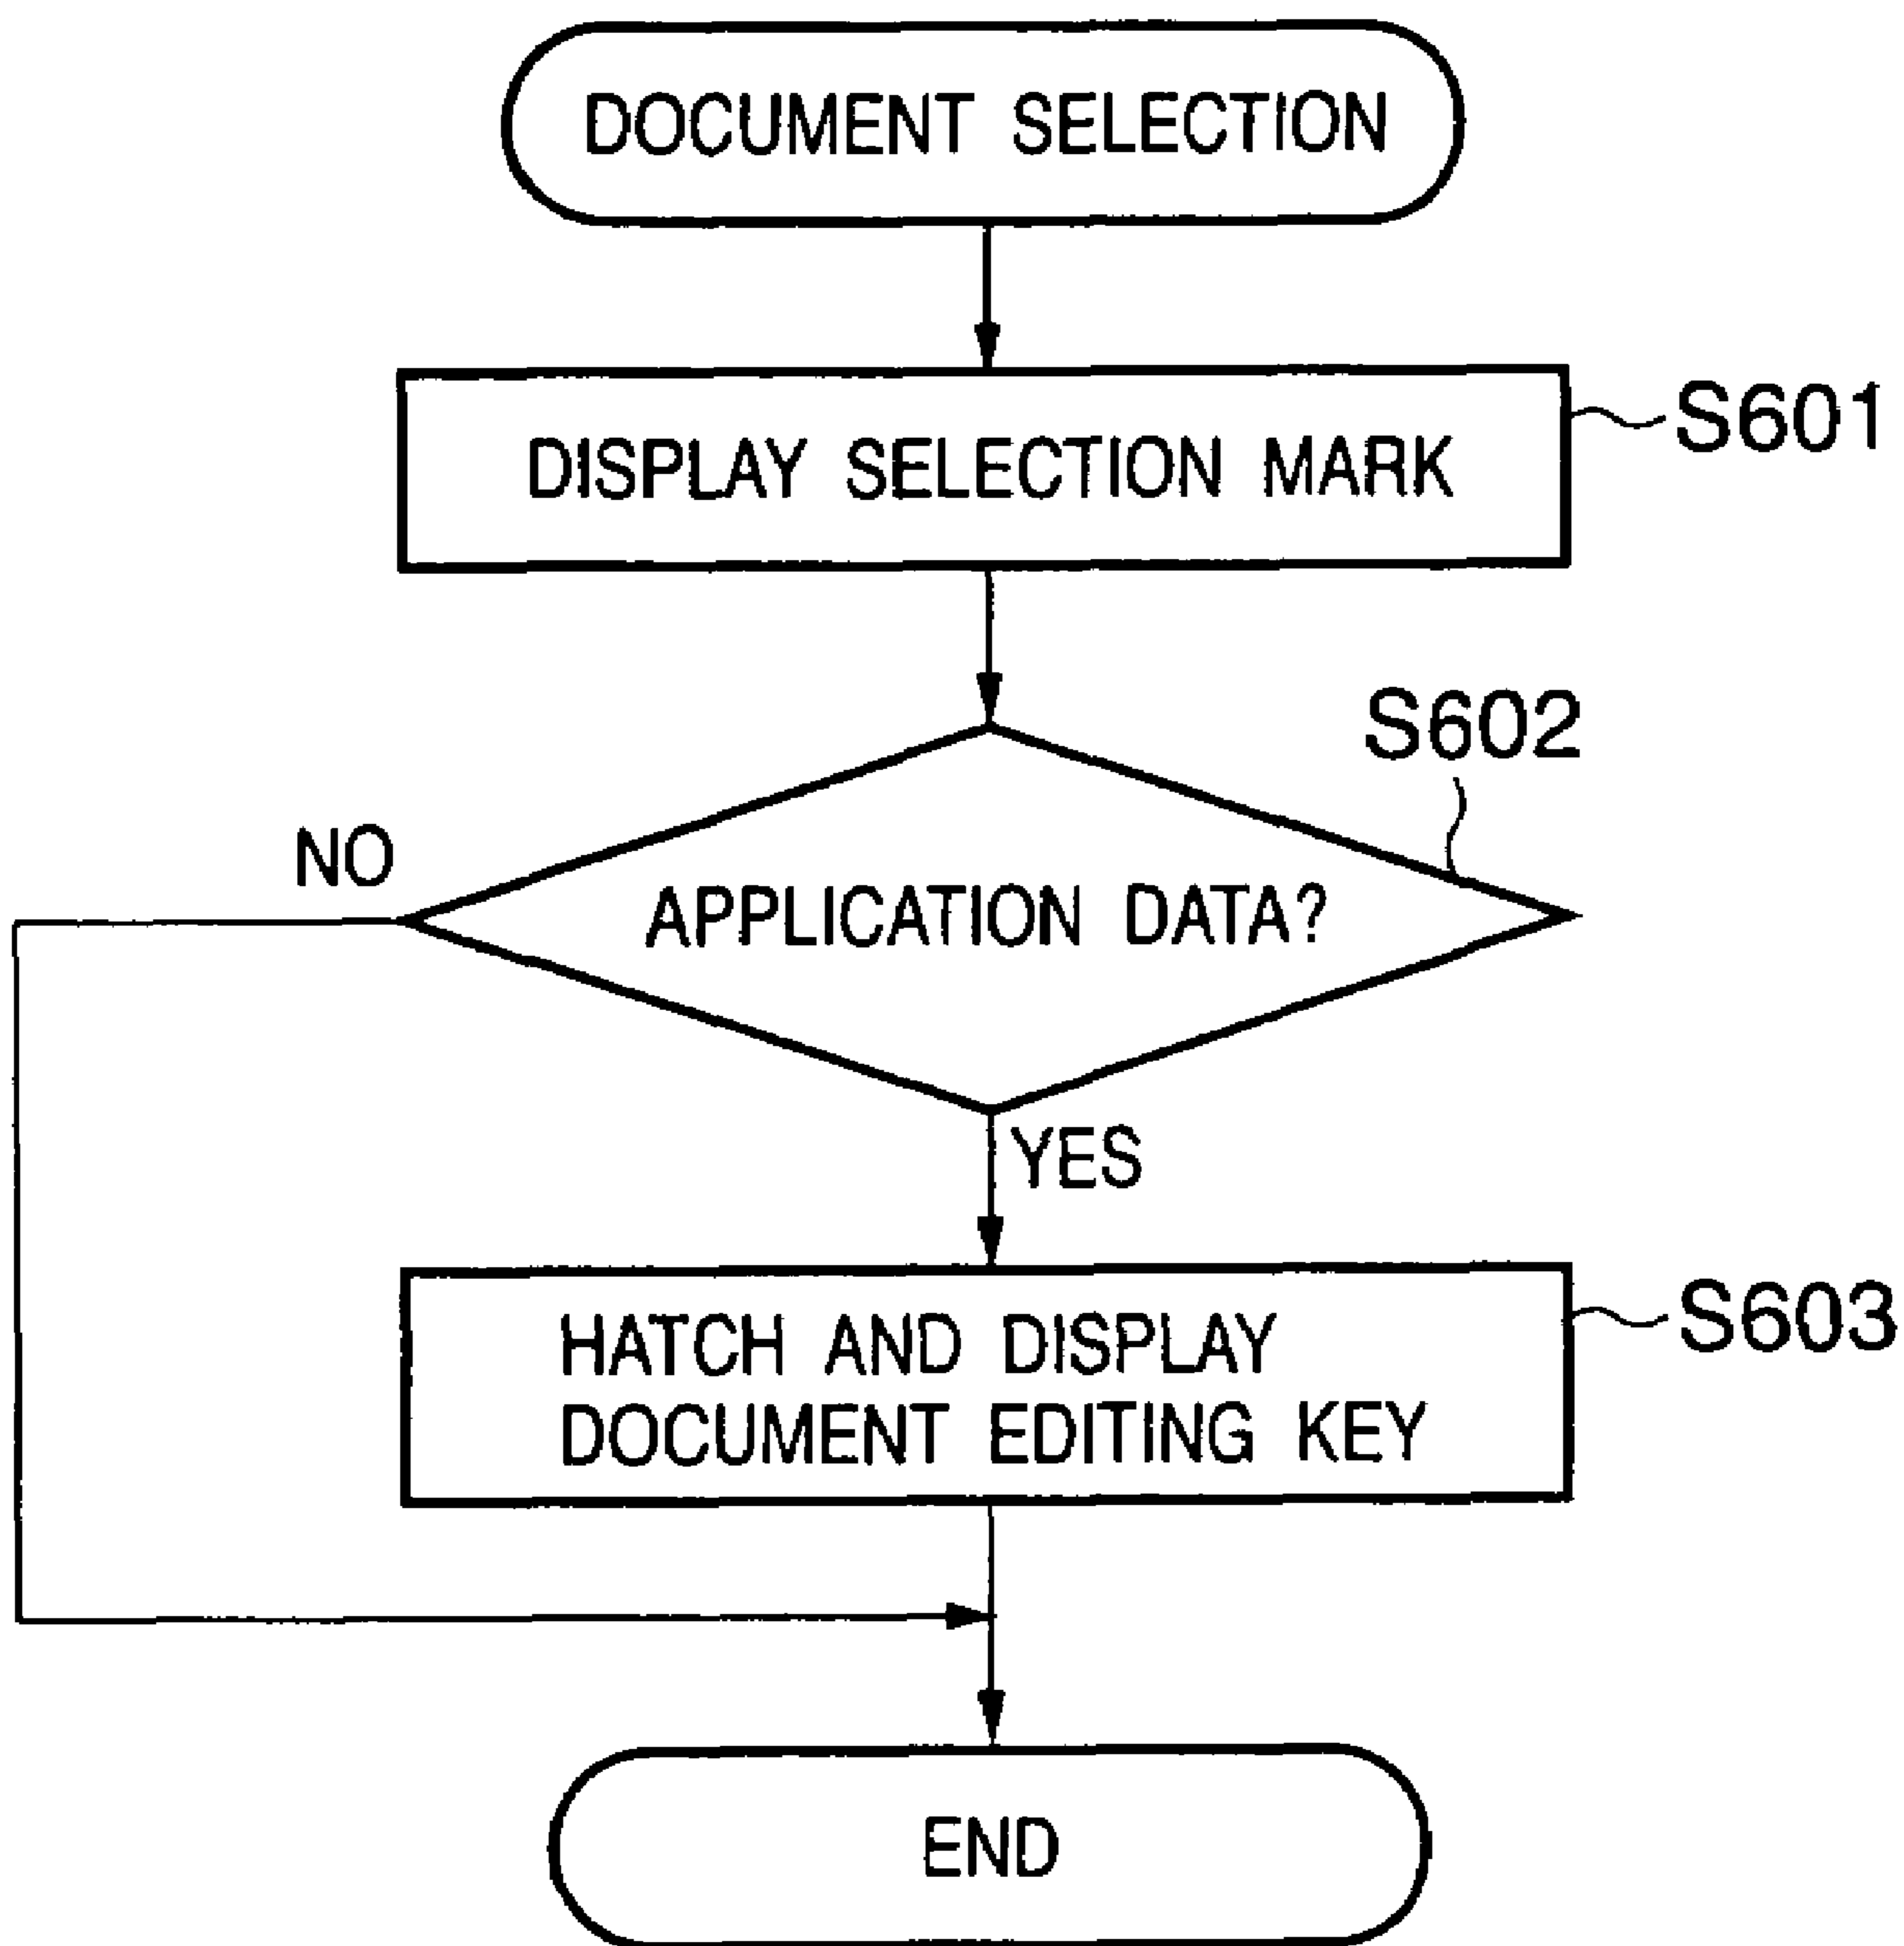 DOCUMENT SELECTION
DISPLAY SELECTION MARK
S601
S602
NO
APPLICATION DATA?
YES
HATCH AND DISPLAY
DOCUMENT EDITING KEY
S603
END